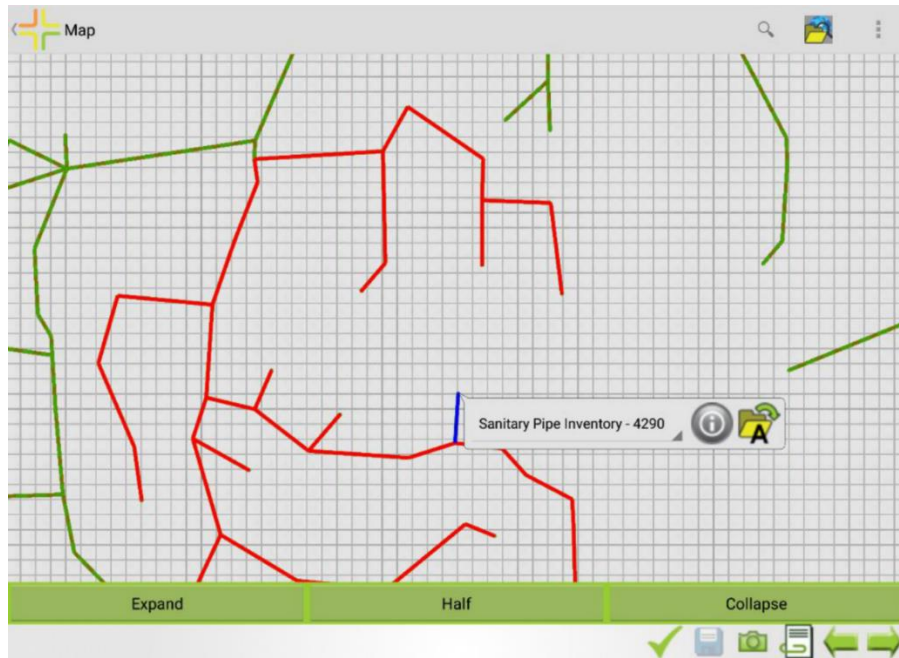 Map
Sanitary Pipe Inventory - 4290
A
Expand
Half
Collapse